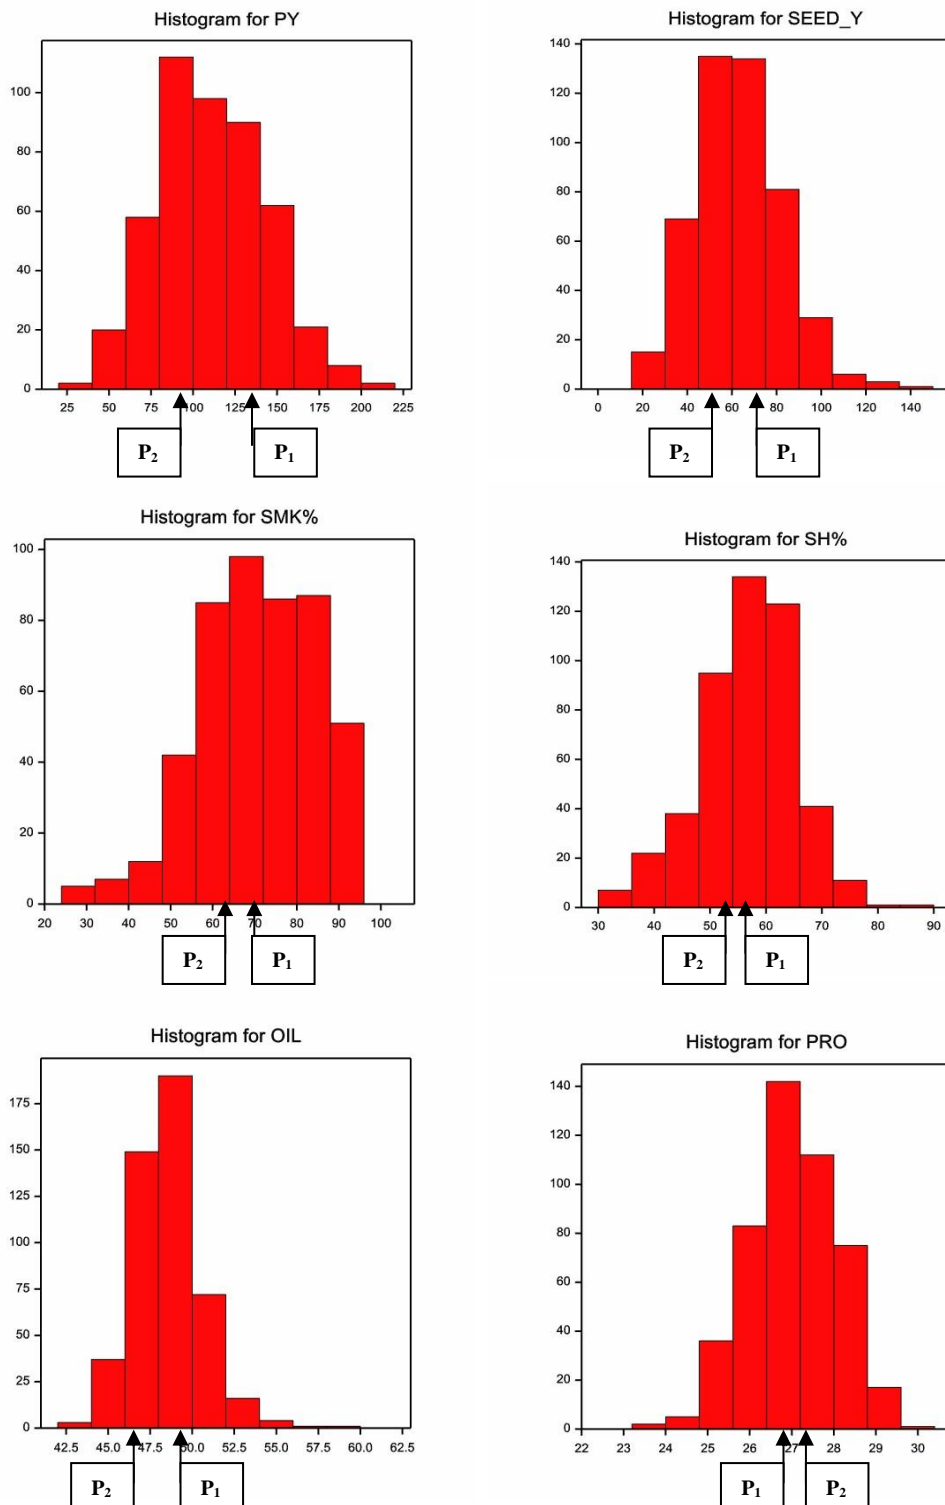 Histogram for PY
100
80
60
40
20
0
25 50 75 100 125 150 175 200 225
P₂ P₁
Histogram for SEED_Y
140
120
100
80
60
40
20
0
0 20 40 60 80 100 120 140
P₂ P₁
Histogram for SMK%
100
80
60
40
20
0
20 30 40 50 60 70 80 90 100
P₂ P₁
Histogram for SH%
140
120
100
80
60
40
20
0
30 40 50 60 70 80 90
P₂ P₁
Histogram for OIL
175
150
125
100
75
50
25
0
42.5 45.0 47.5 50.0 52.5 55.0 57.5 60.0 62.5
P₂ P₁
Histogram for PRO
140
120
100
80
60
40
20
0
22 23 24 25 26 27 28 29 30
P₁ P₂